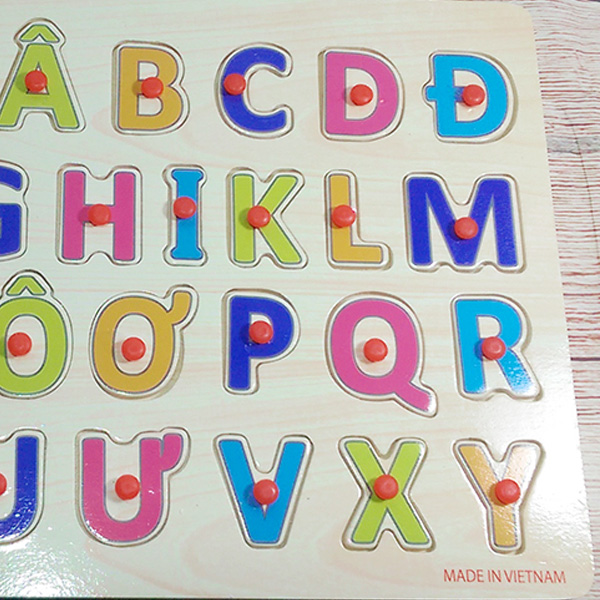 Â B C D Đ
G H I K L M
Ô Ơ P Q R
U Ư V X Y
MADE IN VIETNAM